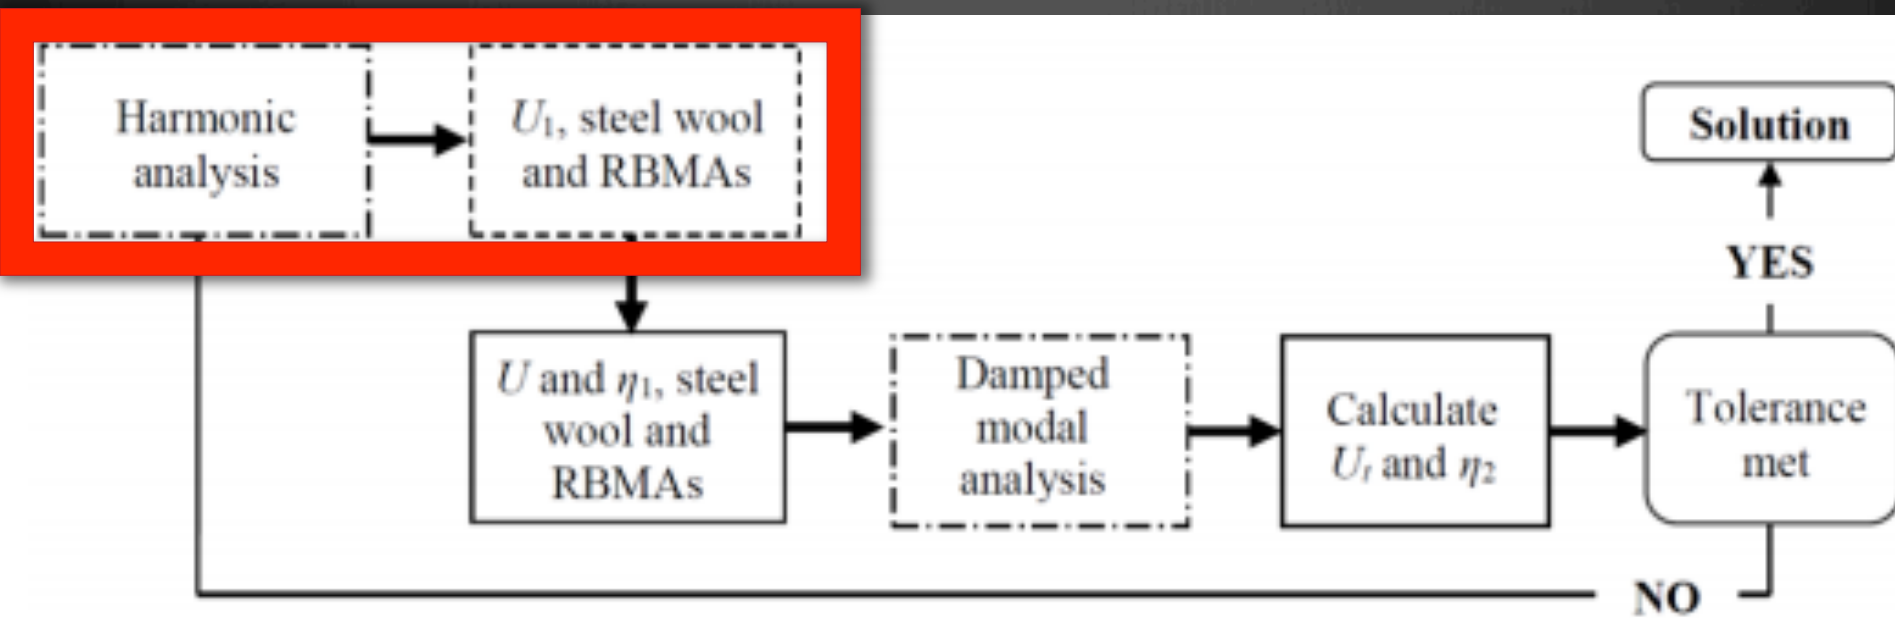 Harmonic
analysis
U₁, steel wool
and RBMAs
Solution
YES
U and η₁, steel
wool and
RBMAs
Damped
modal
analysis
Calculate
Uₜ and η₂
Tolerance
met
NO